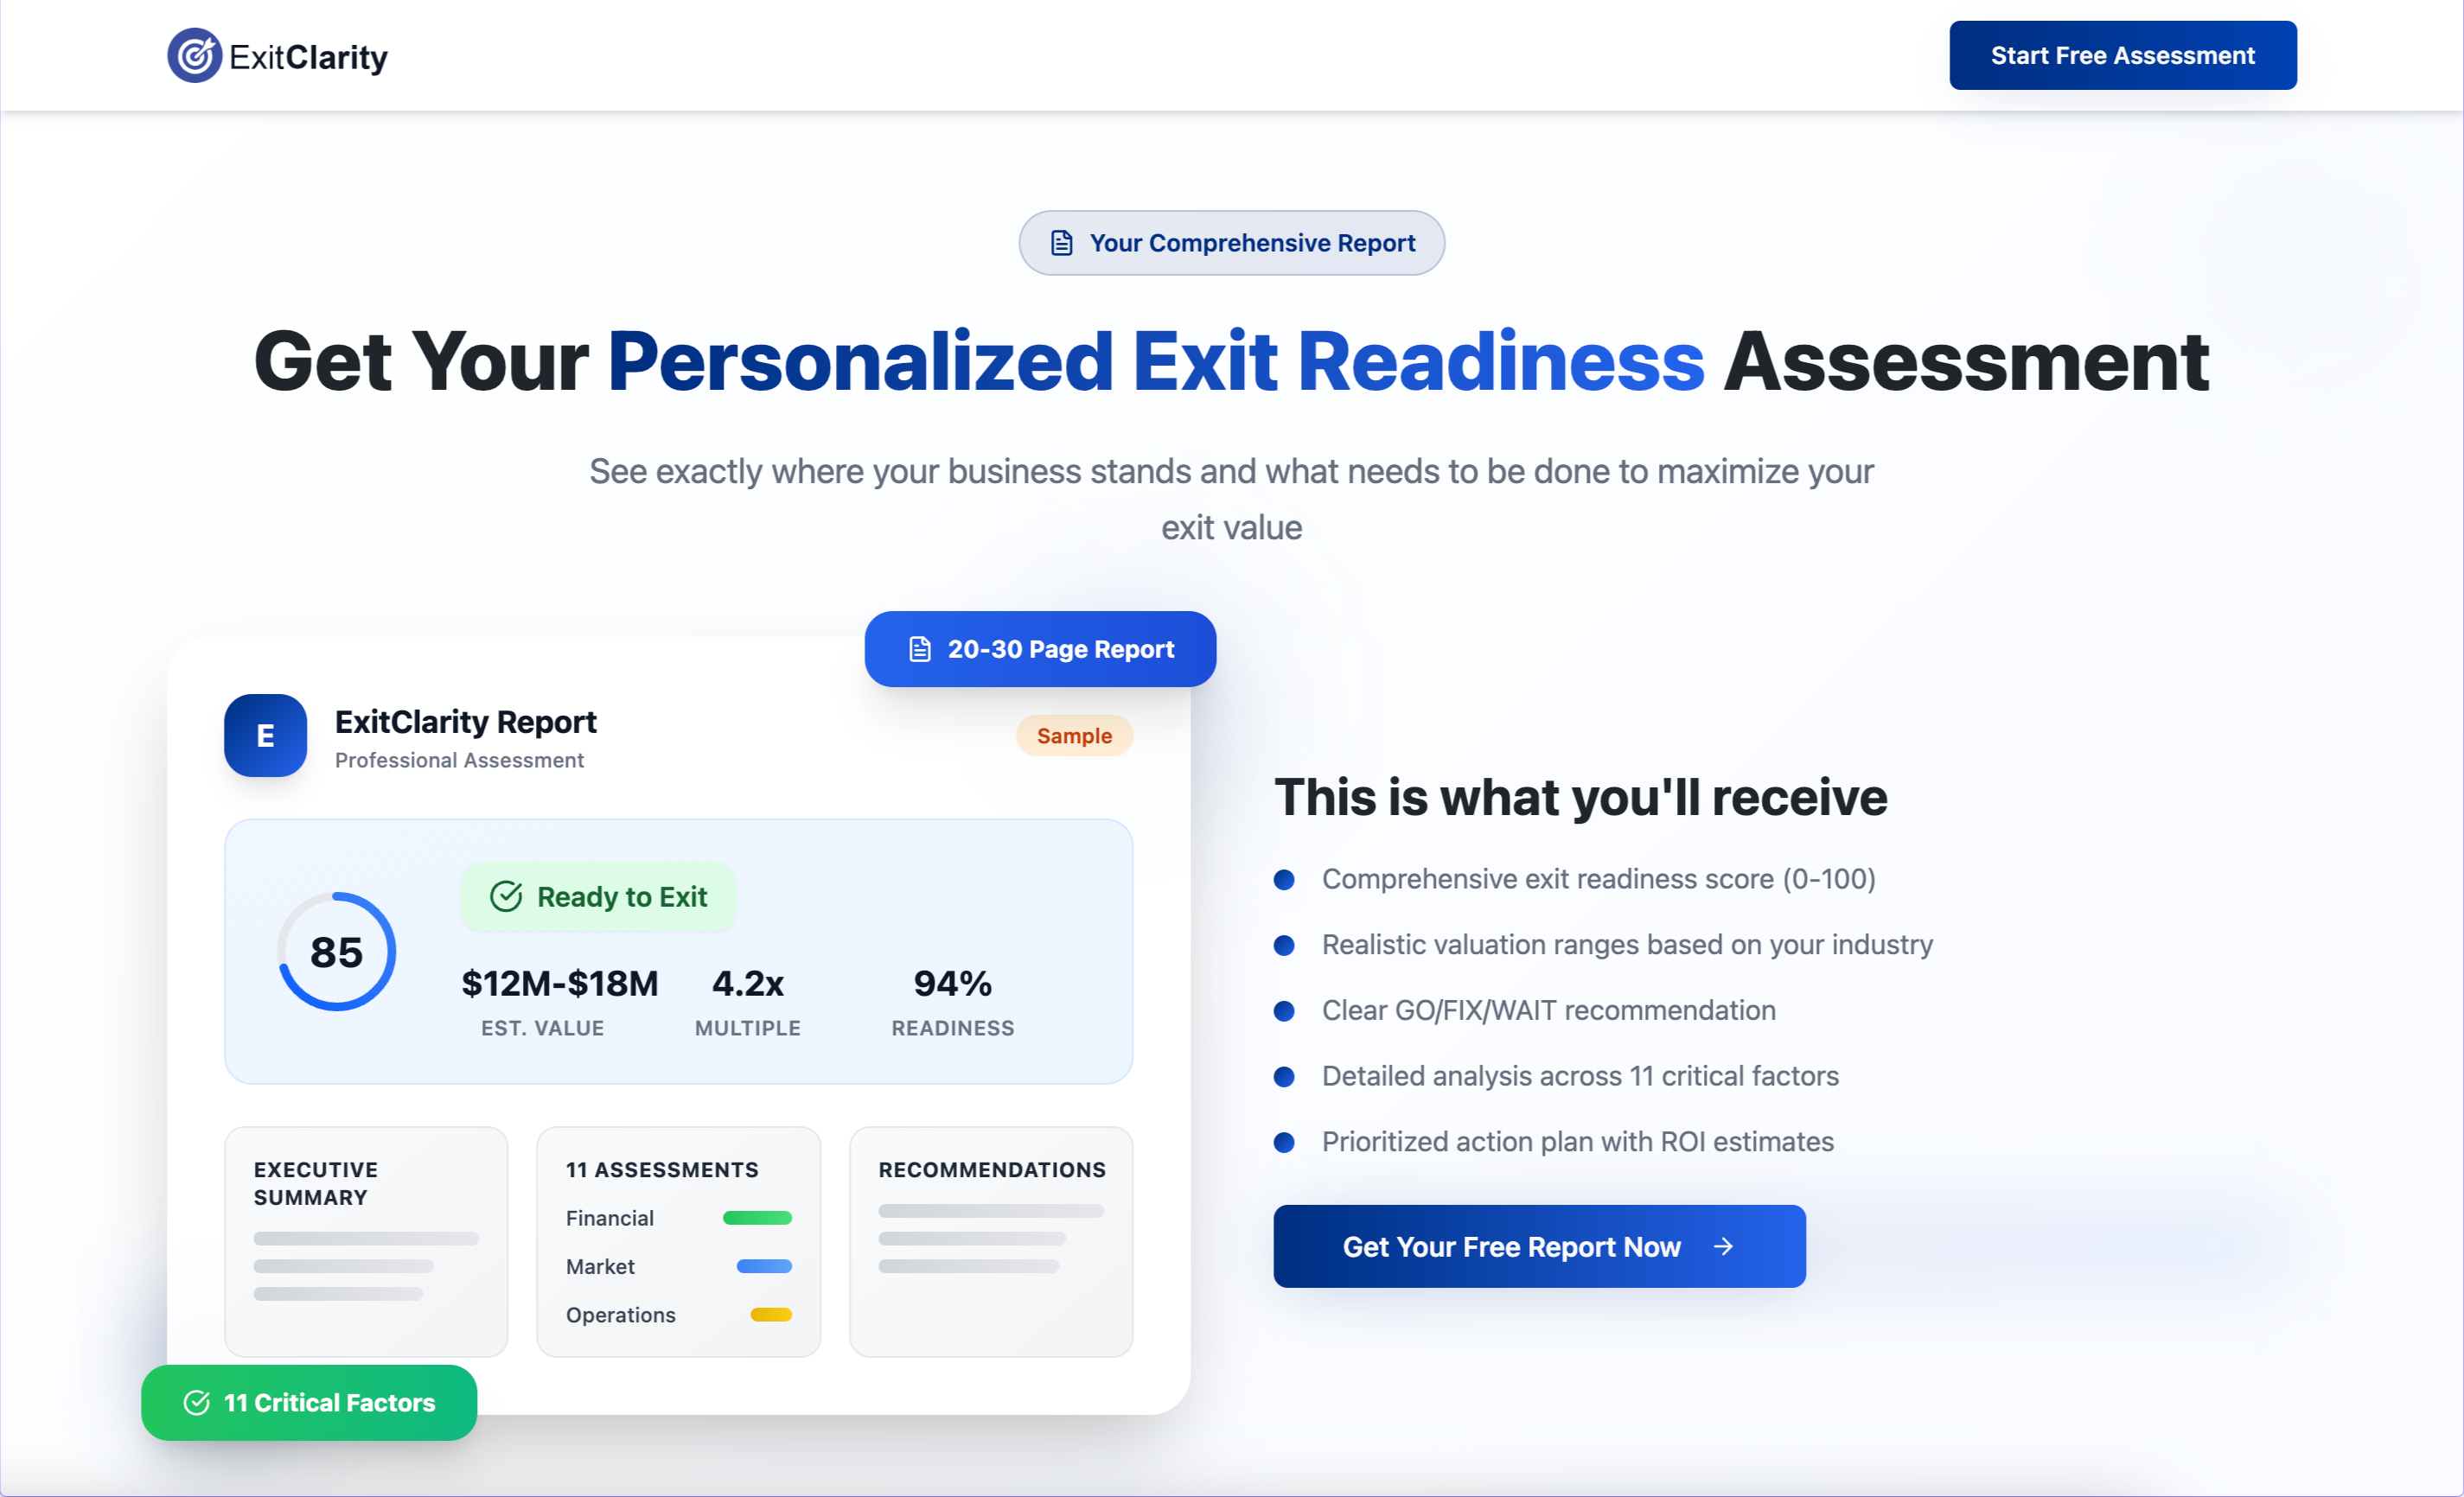 ExitClarity
Start Free Assessment
Your Comprehensive Report
Get Your Personalized Exit Readiness Assessment
See exactly where your business stands and what needs to be done to maximize your
exit value
20-30 Page Report
E
ExitClarity Report
Professional Assessment
Sample
85
Ready to Exit
$12M-$18M
EST. VALUE
4.2x
MULTIPLE
94%
READINESS
EXECUTIVE
SUMMARY
11 ASSESSMENTS
Financial
Market
Operations
RECOMMENDATIONS
11 Critical Factors
This is what you'll receive
Comprehensive exit readiness score (0-100)
Realistic valuation ranges based on your industry
Clear GO/FIX/WAIT recommendation
Detailed analysis across 11 critical factors
Prioritized action plan with ROI estimates
Get Your Free Report Now